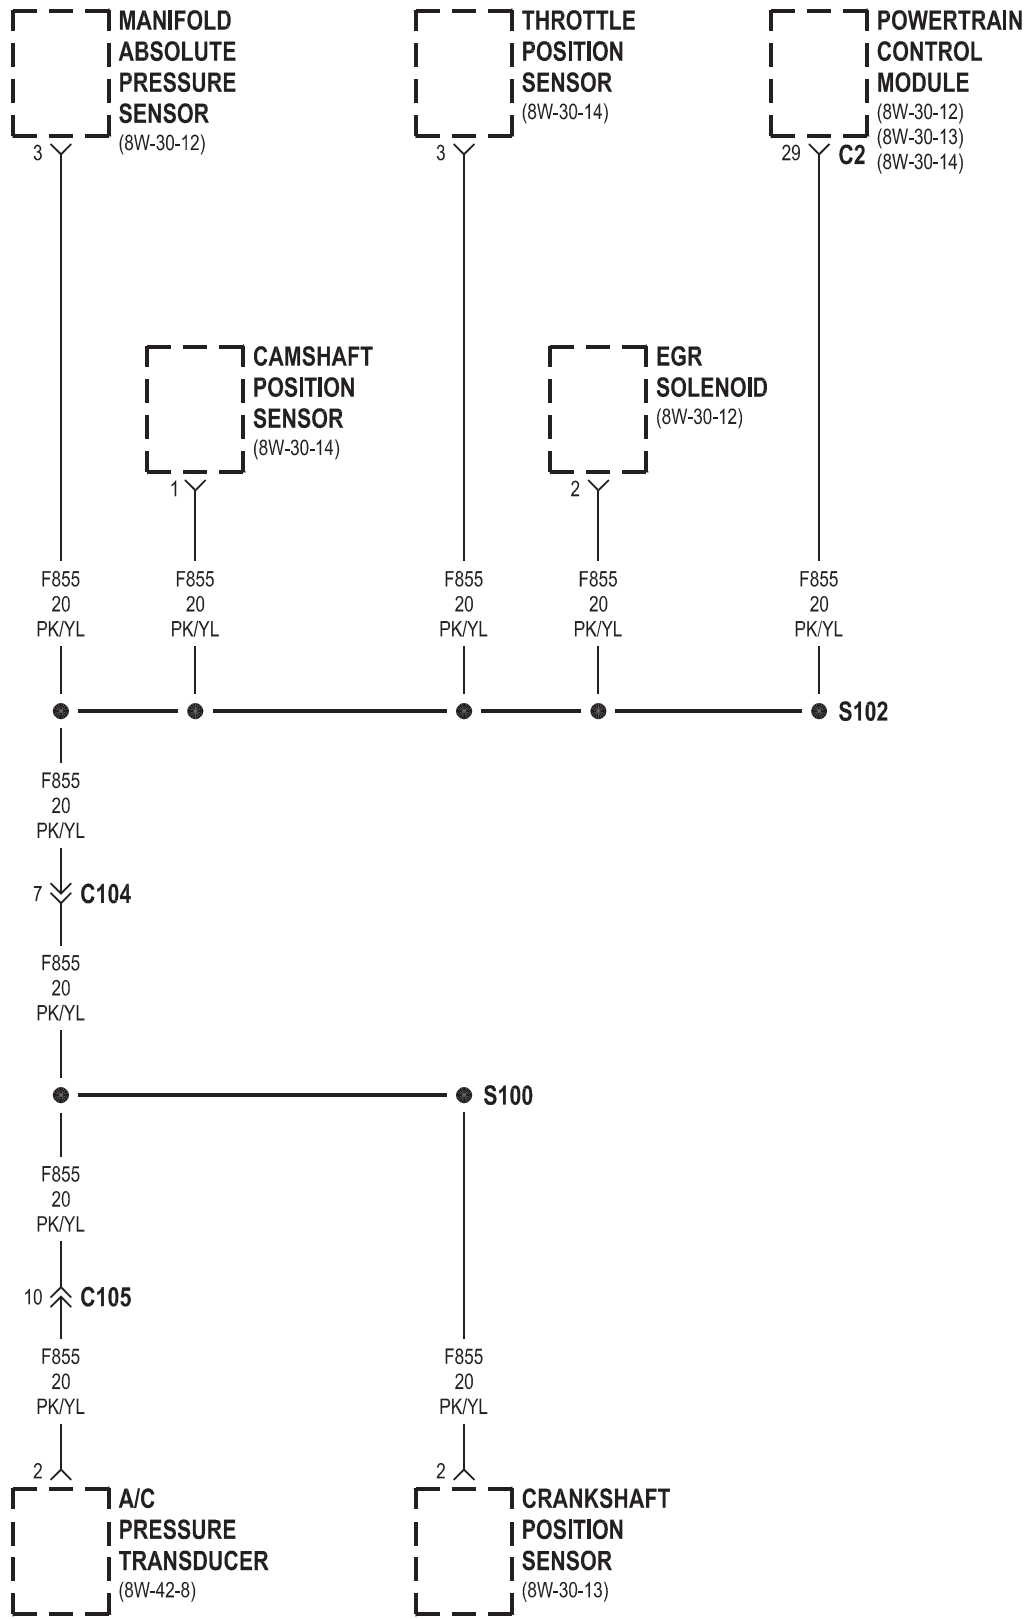 MANIFOLD
ABSOLUTE
PRESSURE
SENSOR
(8W-30-12)
3
THROTTLE
POSITION
SENSOR
(8W-30-14)
3
POWERTRAIN
CONTROL
MODULE
(8W-30-12)
(8W-30-13)
(8W-30-14)
29
C2
CAMSHAFT
POSITION
SENSOR
(8W-30-14)
1
EGR
SOLENOID
(8W-30-12)
2
F855
20
PK/YL
F855
20
PK/YL
F855
20
PK/YL
F855
20
PK/YL
F855
20
PK/YL
S102
F855
20
PK/YL
7
C104
F855
20
PK/YL
S100
F855
20
PK/YL
10
C105
F855
20
PK/YL
F855
20
PK/YL
2
A/C
PRESSURE
TRANSDUCER
(8W-42-8)
2
CRANKSHAFT
POSITION
SENSOR
(8W-30-13)